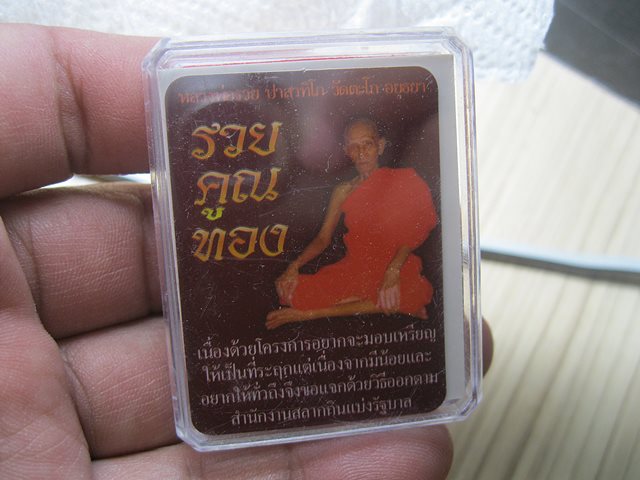 หลวงพ่อรวย ปาสาทิโก วัดตะโก อยุธยา
รวย
คูณ
ทอง
เนื่องด้วยโครงการอยากจะมอบเหรียญ
ให้เป็นที่ระฤกแต่เนื่องจากมีน้อยและ
อยากให้ทั่วถึงจึงขอแจกด้วยวิธีออกตาม
สำนักงานสลากกินแบ่งรัฐบาล